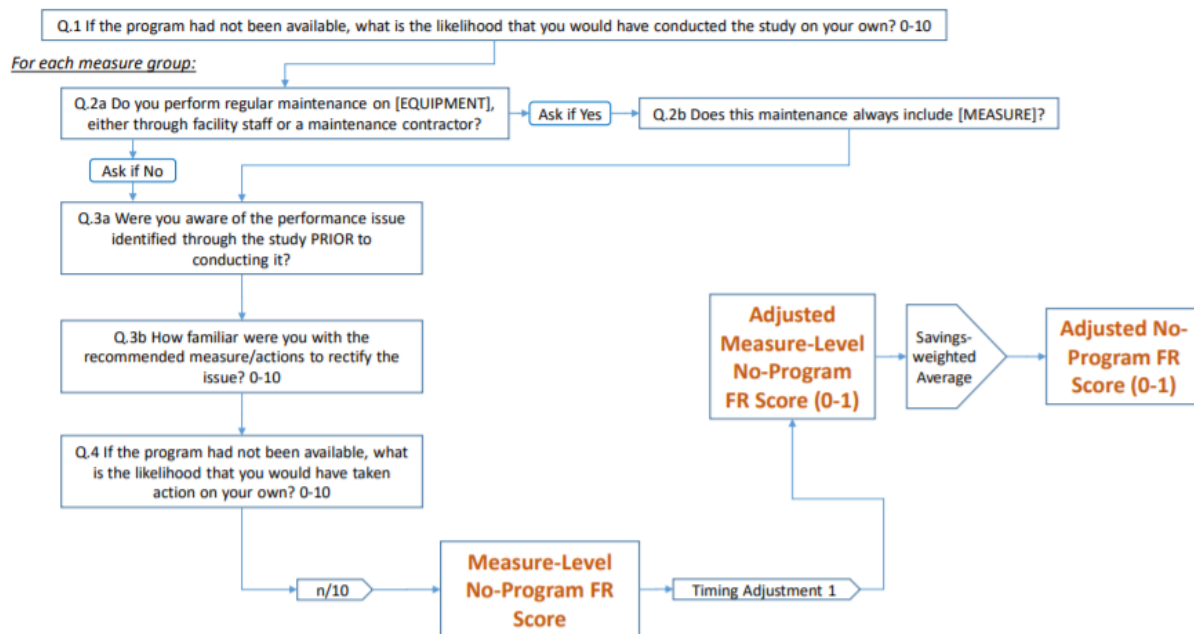 Q.1 If the program had not been available, what is the likelihood that you would have conducted the study on your own? 0-10
For each measure group:
Q.2a Do you perform regular maintenance on [EQUIPMENT],
either through facility staff or a maintenance contractor?
Ask if Yes
Q.2b Does this maintenance always include [MEASURE]?
Ask if No
Q.3a Were you aware of the performance issue
identified through the study PRIOR to
conducting it?
Q.3b How familiar were you with the
recommended measure/actions to rectify the
issue? 0-10
Adjusted
Measure-Level
No-Program
FR Score (0-1)
Savings-
weighted
Average
Adjusted No-
Program FR
Score (0-1)
Q.4 If the program had not been available, what
is the likelihood that you would have taken
action on your own? 0-10
n/10
Measure-Level
No-Program FR
Score
Timing Adjustment 1